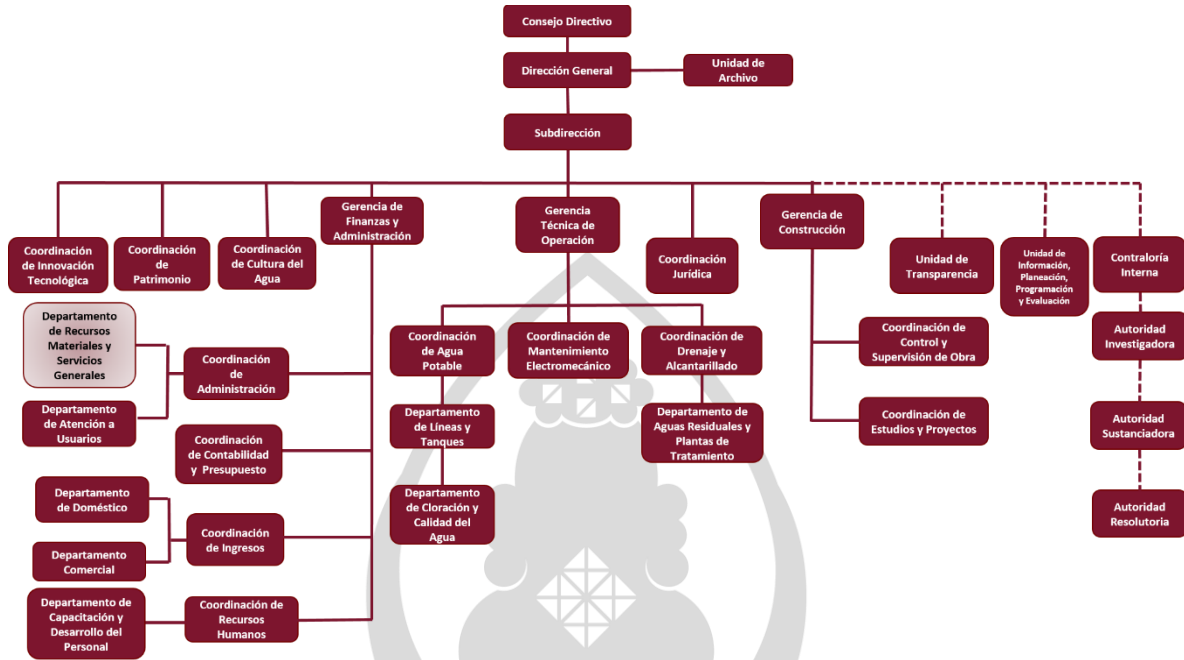 Consejo Directivo
Dirección General
Unidad de
Archivo
Subdirección
Coordinación
de Innovación
Tecnológica
Coordinación
de
Patrimonio
Coordinación
de Cultura del
Agua
Gerencia de
Finanzas y
Administración
Gerencia
Técnica de
Operación
Coordinación
Jurídica
Gerencia de
Construcción
Unidad de
Transparencia
Unidad de
Información,
Planeación,
Programación
y Evaluación
Contraloría
Interna
Departamento
de Recursos
Materiales y
Servicios
Generales
Coordinación
de
Administración
Departamento
de Atención a
Usuarios
Coordinación
de Contabilidad
y Presupuesto
Departamento
de Doméstico
Coordinación
de Ingresos
Departamento
Comercial
Departamento de
Capacitación y
Desarrollo del
Personal
Coordinación de
Recursos
Humanos
Coordinación
de Agua
Potable
Coordinación de
Mantenimiento
Electromecánico
Coordinación de
Drenaje y
Alcantarillado
Departamento
de Líneas y
Tanques
Departamento de
Aguas Residuales y
Plantas de
Tratamiento
Departamento
de Cloración y
Calidad del
Agua
Coordinación de
Control y
Supervisión de Obra
Coordinación de
Estudios y Proyectos
Autoridad
Investigadora
Autoridad
Sustanciadora
Autoridad
Resolutoria